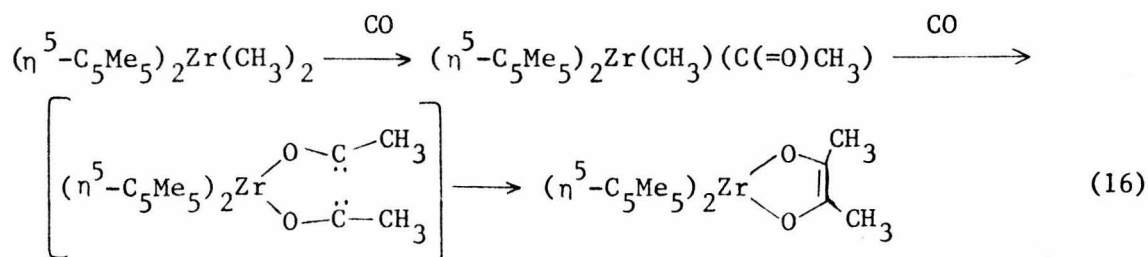 CO CO
(η⁵-C₅Me₅)₂Zr(CH₃)₂ ⟶ (η⁵-C₅Me₅)₂Zr(CH₃)(C(=O)CH₃) ⟶
O C̤ CH₃ O CH₃
(η⁵-C₅Me₅)₂Zr ⟶ (η⁵-C₅Me₅)₂Zr (16)
O C̈ CH₃ O CH₃